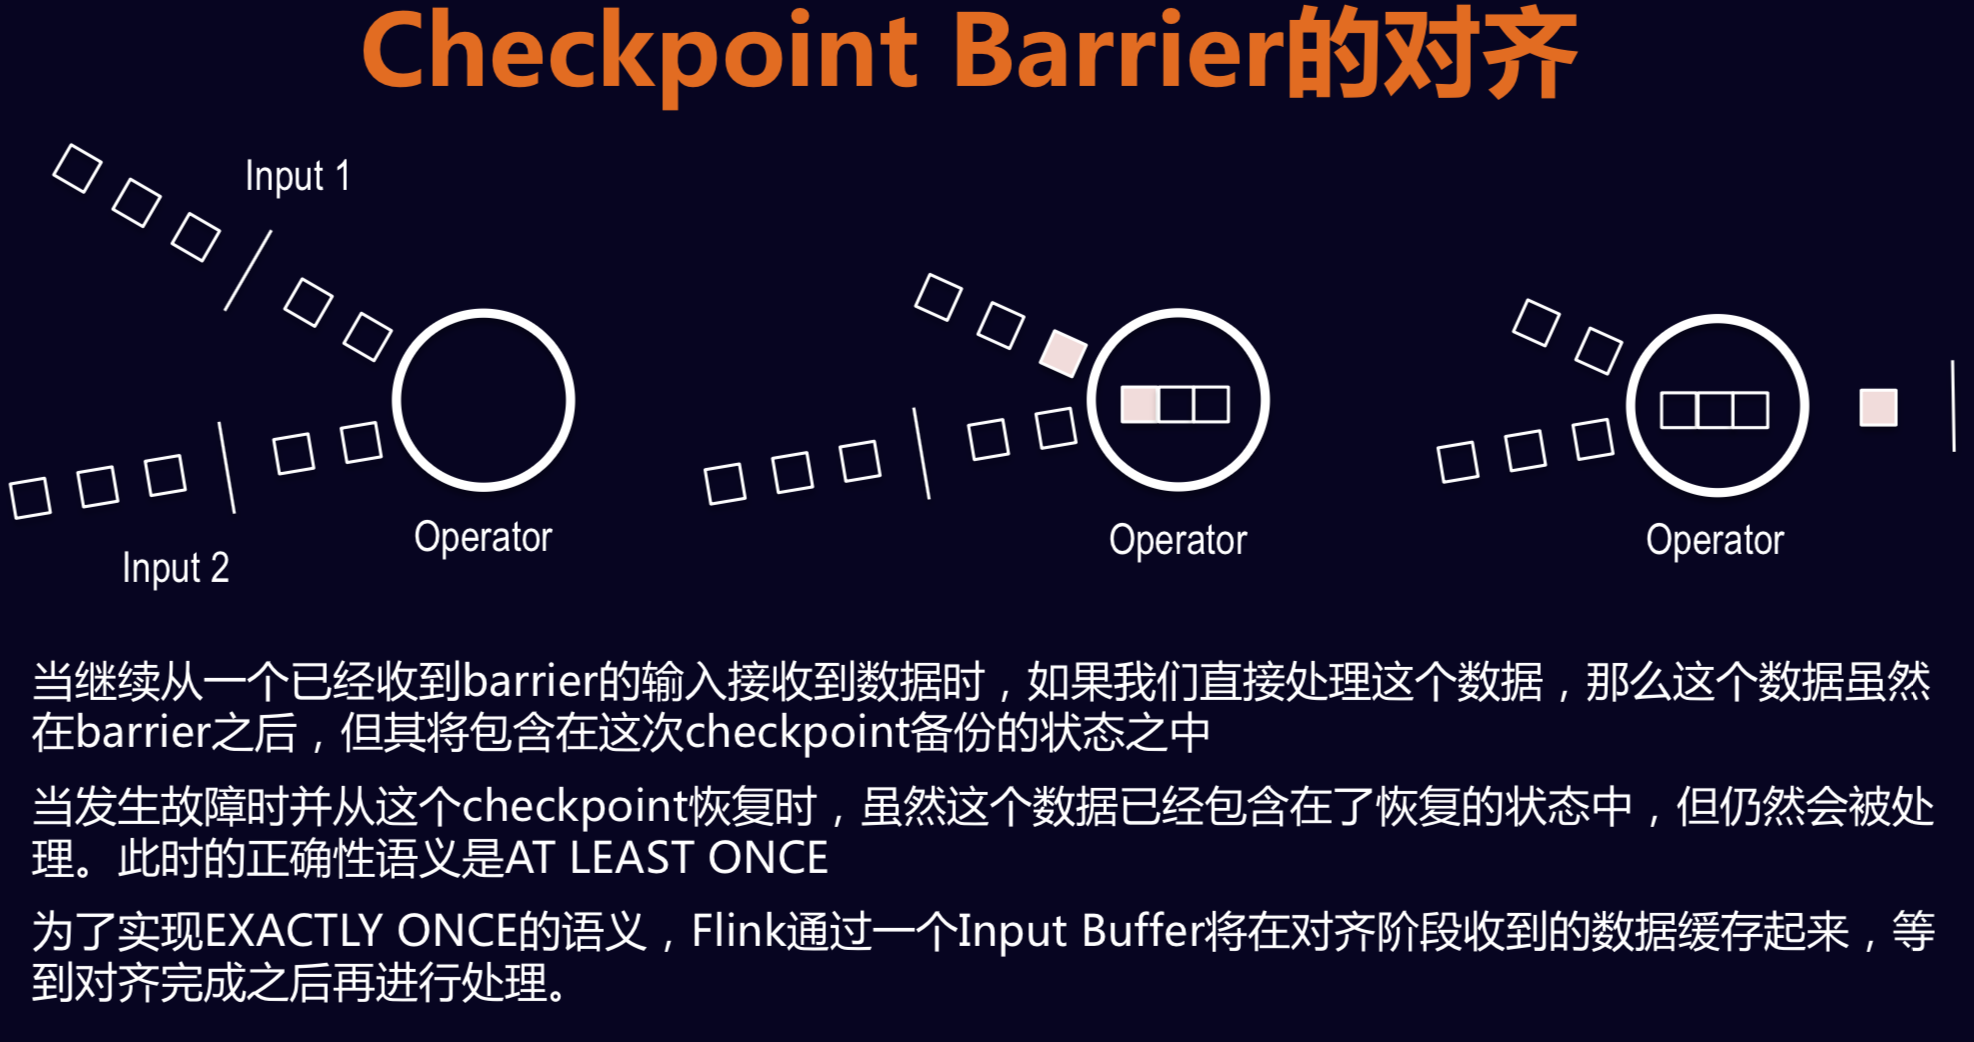 Checkpoint Barrier的对齐
Input 1
Input 2
Operator
Operator
Operator
当继续从一个已经收到barrier的输入接收到数据时，如果我们直接处理这个数据，那么这个数据虽然
在barrier之后，但其将包含在这次checkpoint备份的状态之中
当发生故障时并从这个checkpoint恢复时，虽然这个数据已经包含在了恢复的状态中，但仍然会被处
理。此时的正确性语义是AT LEAST ONCE
为了实现EXACTLY ONCE的语义，Flink通过一个Input Buffer将在对齐阶段收到的数据缓存起来，等
到对齐完成之后再进行处理。